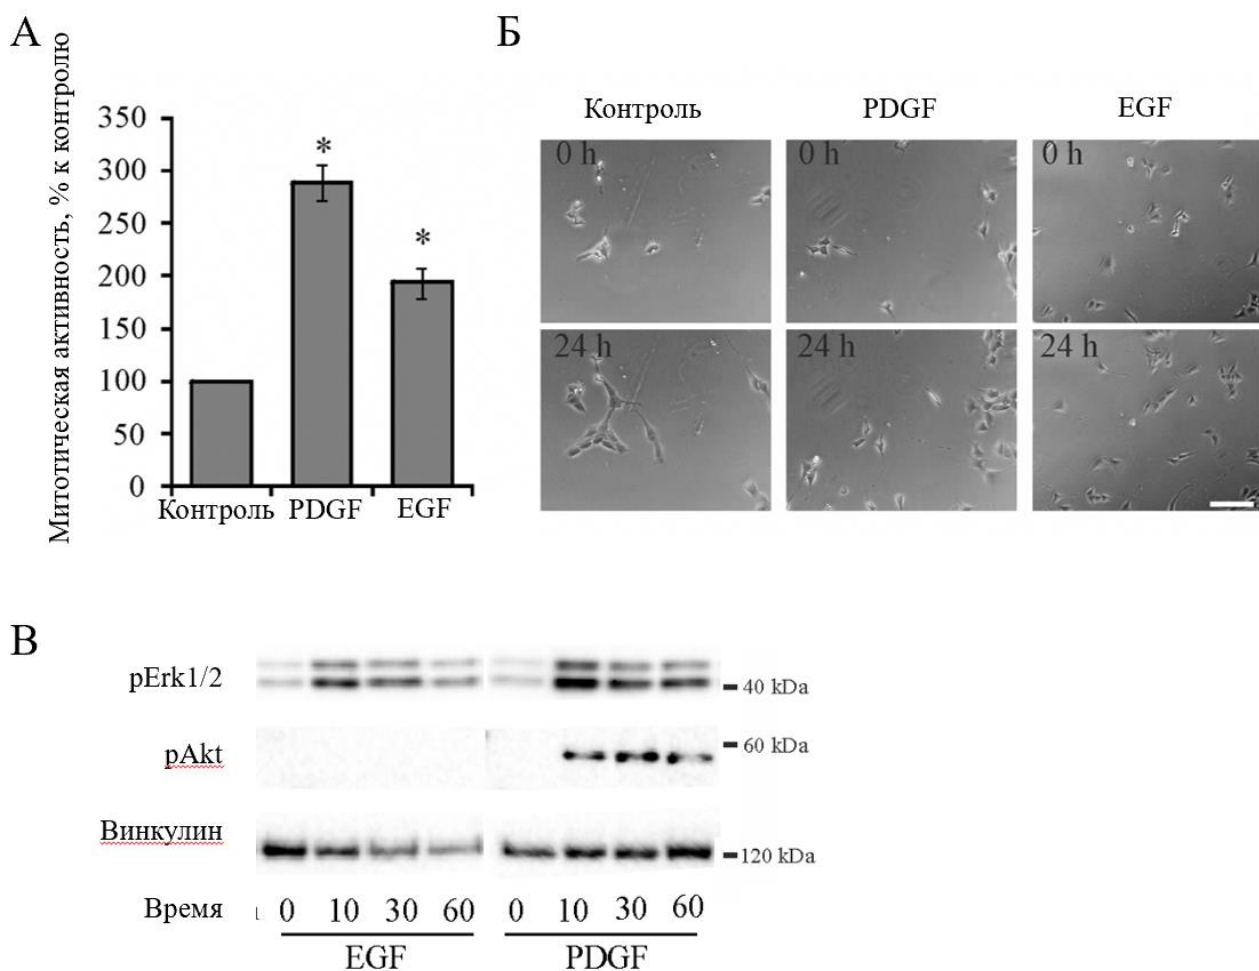 А
Митотическая активность, % к контролю
350
300
250
200
150
100
50
0
*
*
Контроль PDGF EGF
Б
Контроль PDGF EGF
0 h 0 h 0 h
24 h 24 h 24 h
В
pErk1/2
40 kDa
pAkt
60 kDa
Винкулин
120 kDa
Время 0 10 30 60 0 10 30 60
EGF PDGF